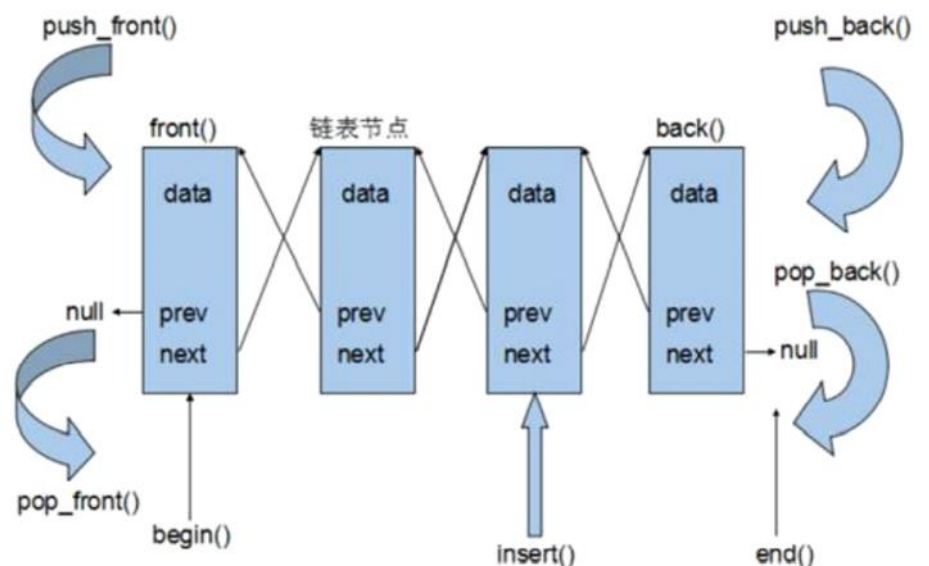 push_front()
push_back()
front()
链表节点
back()
data
data
data
data
pop_back()
null
prev
prev
prev
prev
next
next
next
next
null
pop_front()
begin()
insert()
end()